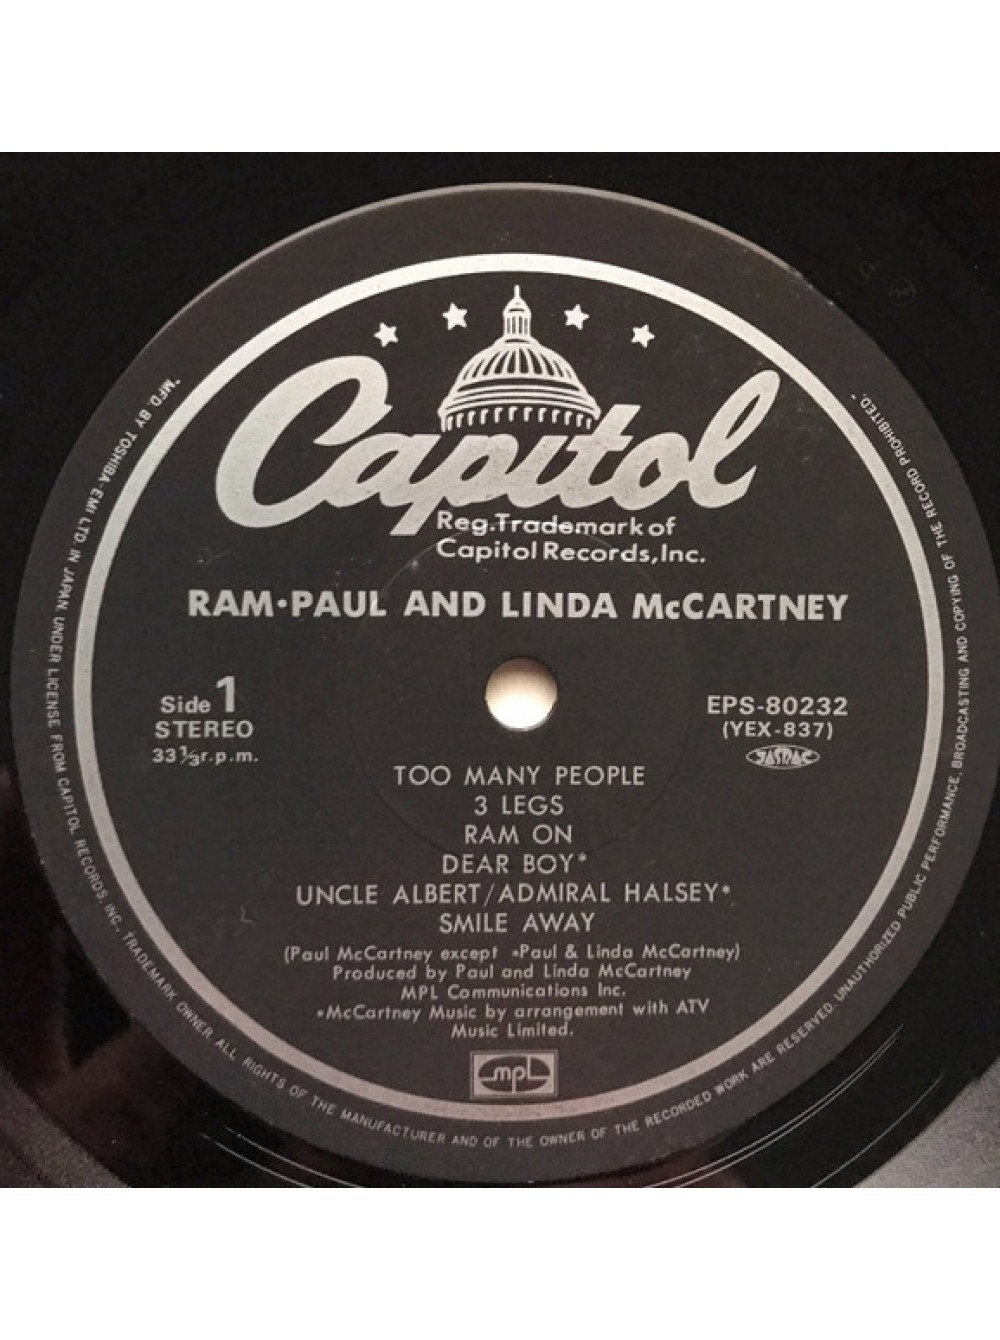 Capitol
Reg.Trademark of
Capitol Records,Inc.
RAM•PAUL AND LINDA McCARTNEY
Side 1
STEREO
33⅓r.p.m.
EPS-80232
(YEX-837)
JASRAC
TOO MANY PEOPLE
3 LEGS
RAM ON
DEAR BOY*
UNCLE ALBERT/ADMIRAL HALSEY*
SMILE AWAY
(Paul McCartney except *Paul & Linda McCartney)
Produced by Paul and Linda McCartney
MPL Communications Inc.
*McCartney Music by arrangement with ATV
Music Limited.
mpl
"MFD. BY TOSHIBA-EMI LTD. IN JAPAN. UNDER LICENSE FROM CAPITOL RECORDS, INC., TRADEMARK OWNER. ALL RIGHTS OF THE MANUFACTURER AND OF THE OWNER OF THE RECORDED WORK ARE RESERVED. UNAUTHORIZED PUBLIC PERFORMANCE, BROADCASTING AND COPYING OF THE RECORD PROHIBITED."